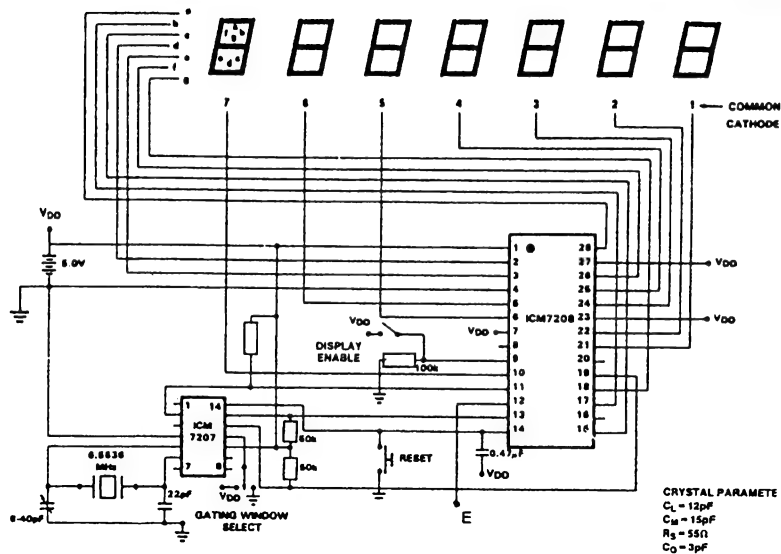 a
b
c
d
e
f
g
f b
g
e d c
7 6 5 4 3 2 1
COMMON
CATHODE
VDD
5.0V
VDD
DISPLAY
ENABLE
100k
ICM7208
1 28
2 27
3 26
4 25
5 24
6 23
7 22
8 21
9 20
10 19
11 18
12 17
13 16
14 15
VDD
VDD
VDD
1 14
ICM
7207
7 8
50k
50k
6.5536
MHz
6-40pF
22pF
VDD
GATING WINDOW
SELECT
RESET
0.47µF
VDD
E
CRYSTAL PARAMETE
CL = 12pF
CM = 15pF
RS = 55Ω
CO = 3pF